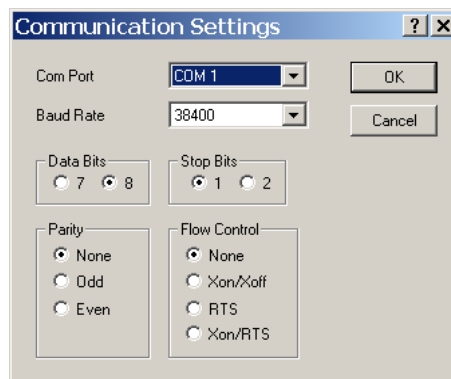 Communication Settings ? X
Com Port COM 1 OK
Baud Rate 38400 Cancel
Data Bits Stop Bits
7 8 1 2
Parity Flow Control
None None
Odd Xon/Xoff
Even RTS
Xon/RTS